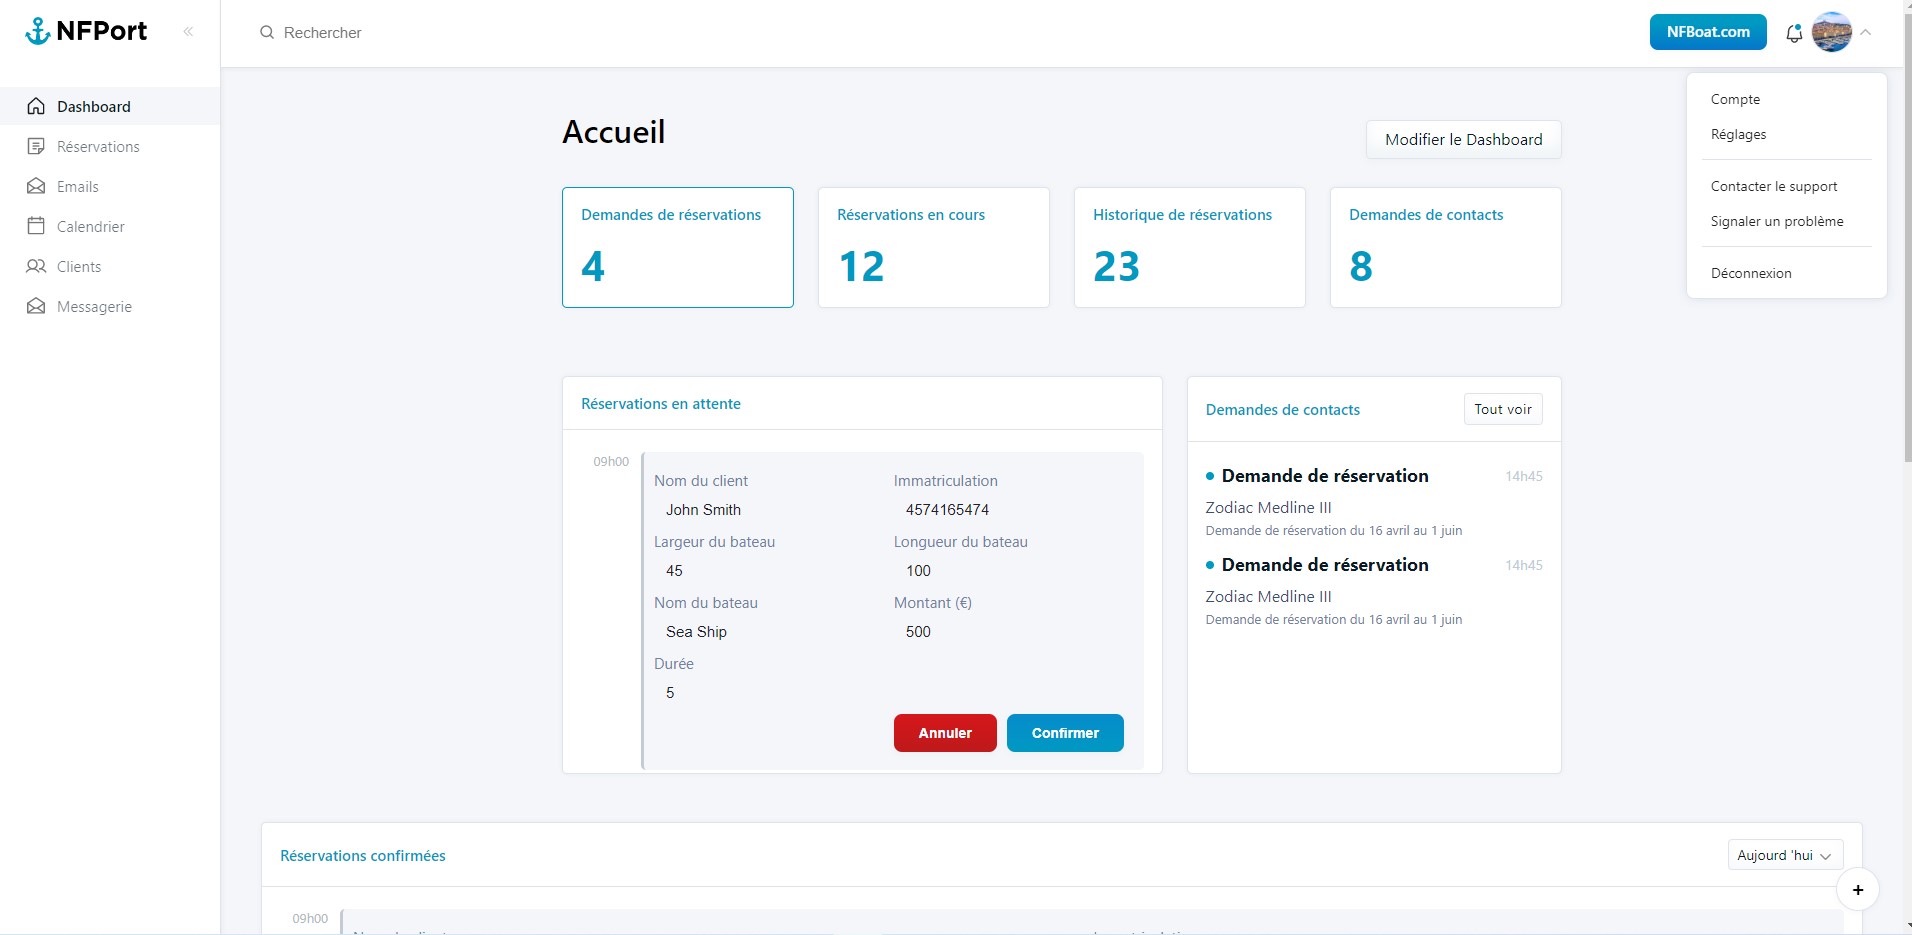 NFPort
Rechercher
NFBoat.com
Dashboard
Réservations
Emails
Calendrier
Clients
Messagerie
Compte
Réglages
Contacter le support
Signaler un problème
Déconnexion
Accueil
Modifier le Dashboard
Demandes de réservations
4
Réservations en cours
12
Historique de réservations
23
Demandes de contacts
8
Réservations en attente
09h00
Nom du client
Immatriculation
John Smith
4574165474
Largeur du bateau
Longueur du bateau
45
100
Nom du bateau
Montant (€)
Sea Ship
500
Durée
5
Annuler
Confirmer
Demandes de contacts
Tout voir
Demande de réservation
14h45
Zodiac Medline III
Demande de réservation du 16 avril au 1 juin
Demande de réservation
14h45
Zodiac Medline III
Demande de réservation du 16 avril au 1 juin
Réservations confirmées
Aujourd 'hui
+
09h00